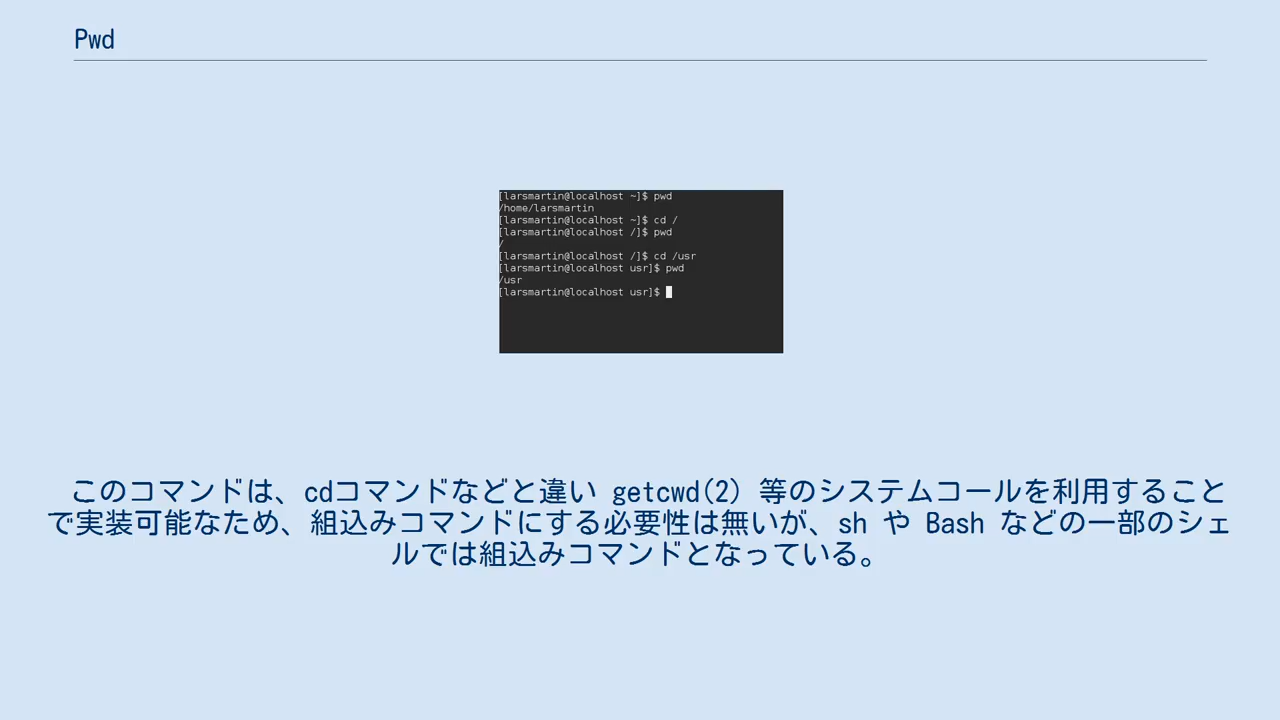 Pwd
[larsmartin@localhost ~]$ pwd
/home/larsmartin
[larsmartin@localhost ~]$ cd /
[larsmartin@localhost /]$ pwd
/
[larsmartin@localhost /]$ cd /usr
[larsmartin@localhost usr]$ pwd
/usr
[larsmartin@localhost usr]$
このコマンドは、cdコマンドなどと違い getcwd(2) 等のシステムコールを利用すること
で実装可能なため、組込みコマンドにする必要性は無いが、sh や Bash などの一部のシェ
ルでは組込みコマンドとなっている。